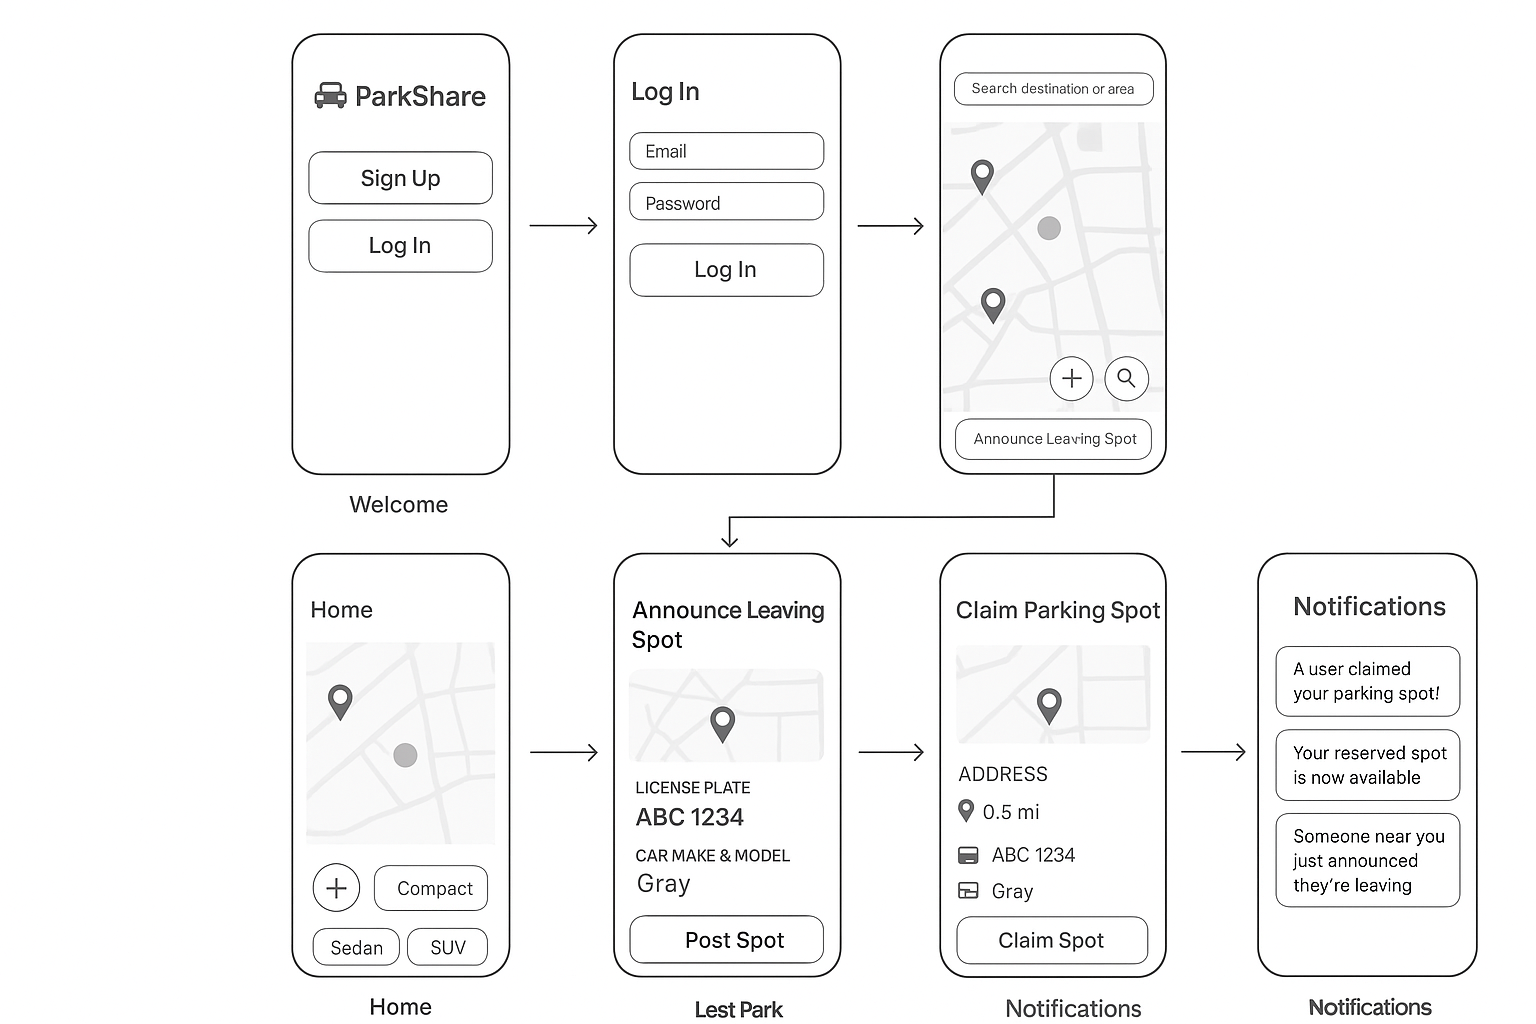 ParkShare
Sign Up
Log In
Welcome
Log In
Email
Password
Log In
Search destination or area
Announce Leaving Spot
Home
Compact
Sedan
SUV
Home
Announce Leaving
Spot
LICENSE PLATE
ABC 1234
CAR MAKE & MODEL
Gray
Post Spot
Lest Park
Claim Parking Spot
ADDRESS
0.5 mi
ABC 1234
Gray
Claim Spot
Notifications
Notifications
A user claimed
your parking spot!
Your reserved spot
is now available
Someone near you
just announced
they're leaving
Notifications